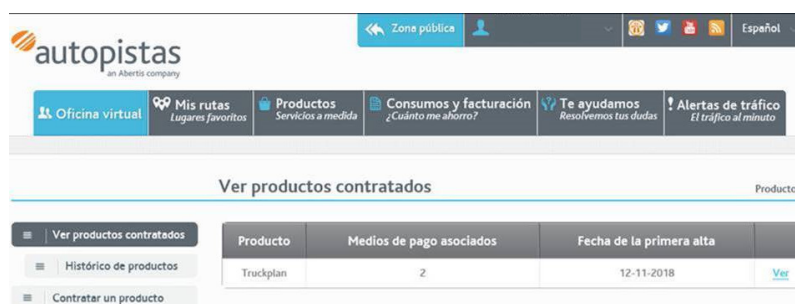 Zona pública
Español
autopistas
an Abertis company
Oficina virtual
Mis rutas
Lugares favoritos
Productos
Servicios a medida
Consumos y facturación
¿Cuánto me ahorro?
Te ayudamos
Resolvemos tus dudas
Alertas de tráfico
El tráfico al minuto
Ver productos contratados
Producto
Ver productos contratados
Histórico de productos
Contratar un producto
Producto Medios de pago asociados Fecha de la primera alta
Truckplan 2 12-11-2018 Ver